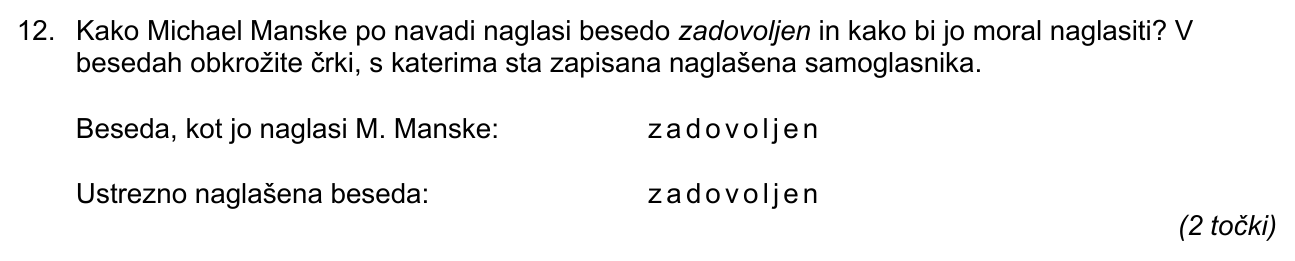 12. Kako Michael Manske po navadi naglasi besedo zadovoljen in kako bi jo moral naglasiti? V
besedah obkrožite črki, s katerima sta zapisana naglašena samoglasnika.
Beseda, kot jo naglasi M. Manske: z a d o v o l j e n
Ustrezno naglašena beseda: z a d o v o l j e n
(2 točki)